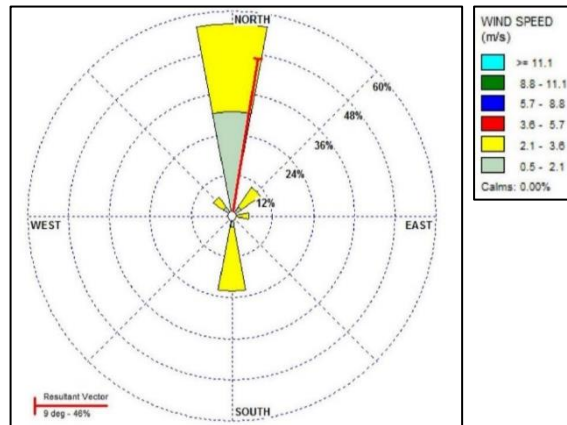 NORTH
60%
48%
36%
24%
12%
WEST
EAST
SOUTH
Resultant Vector
9 deg - 46%
WIND SPEED
(m/s)
>= 11.1
8.8 - 11.1
5.7 - 8.8
3.6 - 5.7
2.1 - 3.6
0.5 - 2.1
Calms: 0.00%